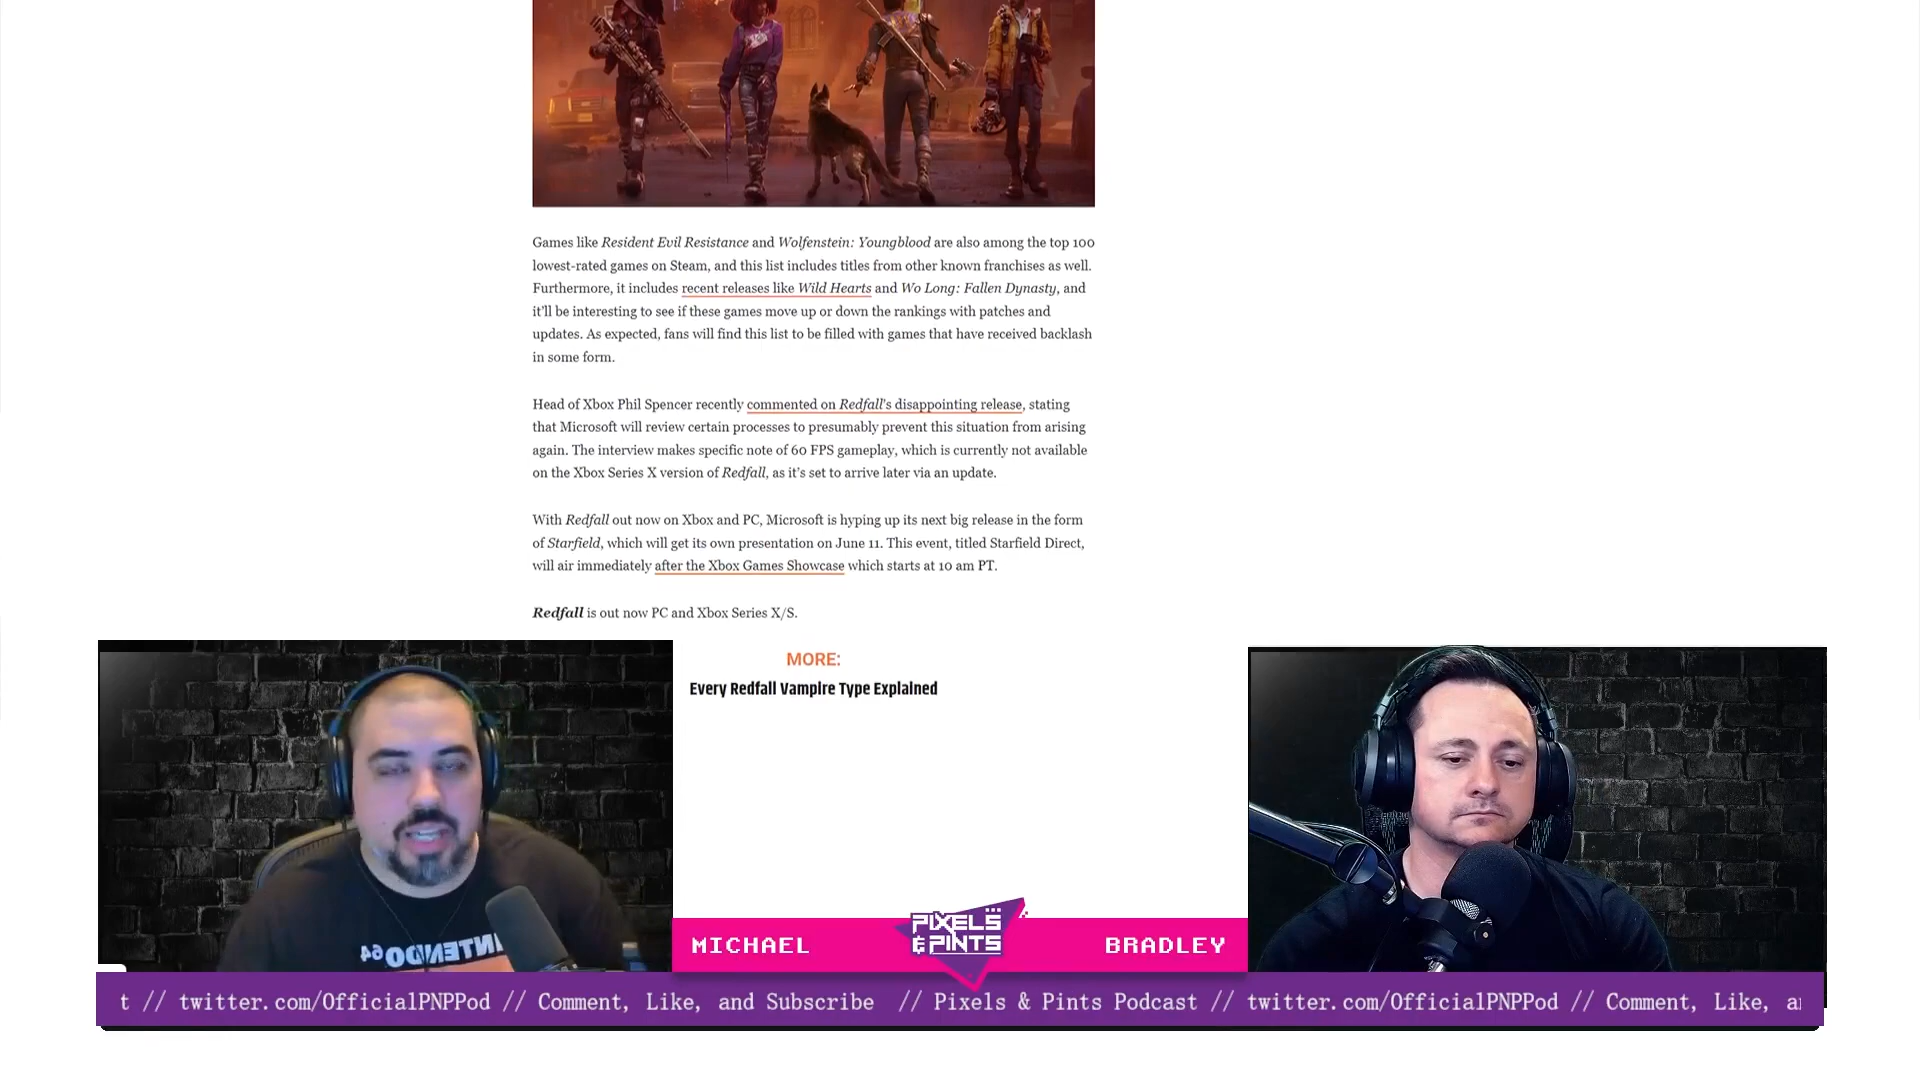 Games like Resident Evil Resistance and Wolfenstein: Youngblood are also among the top 100
lowest-rated games on Steam, and this list includes titles from other known franchises as well.
Furthermore, it includes recent releases like Wild Hearts and Wo Long: Fallen Dynasty, and
it'll be interesting to see if these games move up or down the rankings with patches and
updates. As expected, fans will find this list to be filled with games that have received backlash
in some form.
Head of Xbox Phil Spencer recently commented on Redfall's disappointing release, stating
that Microsoft will review certain processes to presumably prevent this situation from arising
again. The interview makes specific note of 60 FPS gameplay, which is currently not available
on the Xbox Series X version of Redfall, as it's set to arrive later via an update.
With Redfall out now on Xbox and PC, Microsoft is hyping up its next big release in the form
of Starfield, which will get its own presentation on June 11. This event, titled Starfield Direct,
will air immediately after the Xbox Games Showcase which starts at 10 am PT.
Redfall is out now PC and Xbox Series X/S.
MORE:
Every Redfall Vampire Type Explained
NINTENDO 64
MICHAEL
PIXELS
& PINTS
BRADLEY
t // twitter.com/OfficialPNPPod // Comment, Like, and Subscribe // Pixels & Pints Podcast // twitter.com/OfficialPNPPod // Comment, Like, a